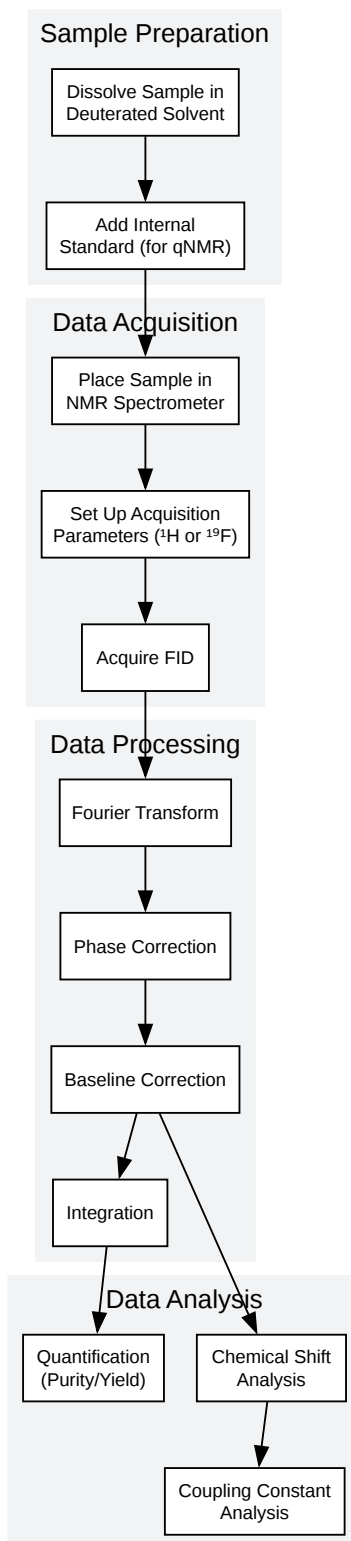 Sample Preparation
Dissolve Sample in
Deuterated Solvent
Add Internal
Standard (for qNMR)
Data Acquisition
Place Sample in
NMR Spectrometer
Set Up Acquisition
Parameters (¹H or ¹⁹F)
Acquire FID
Data Processing
Fourier Transform
Phase Correction
Baseline Correction
Integration
Data Analysis
Quantification
(Purity/Yield)
Chemical Shift
Analysis
Coupling Constant
Analysis